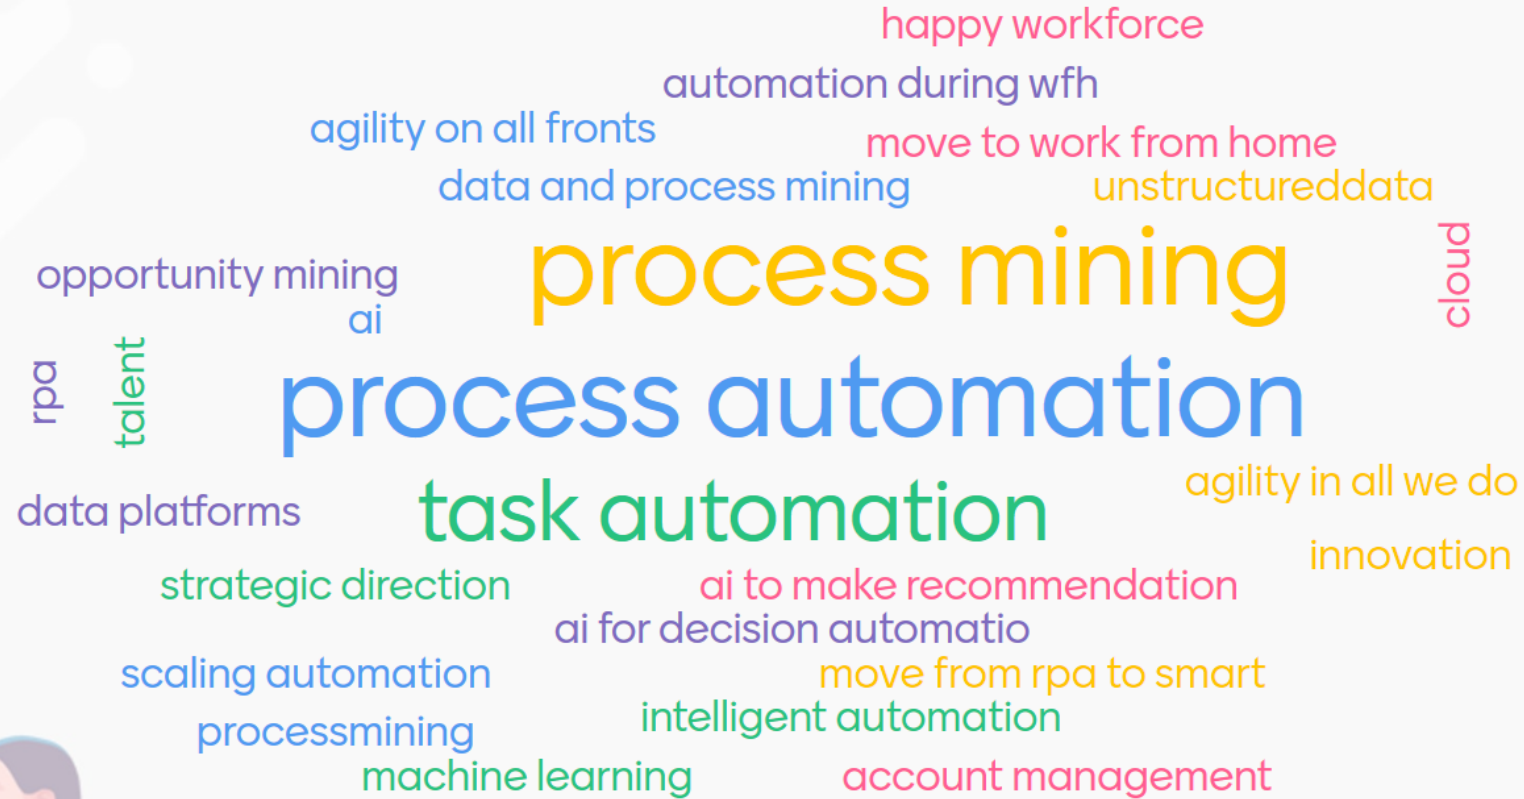 happy workforce
automation during wfh
agility on all fronts
move to work from home
data and process mining
unstructureddata
process mining
cloud
opportunity mining
ai
rpa
talent
process automation
agility in all we do
data platforms
task automation
innovation
strategic direction
ai to make recommendation
ai for decision automatio
scaling automation
move from rpa to smart
intelligent automation
processmining
machine learning
account management